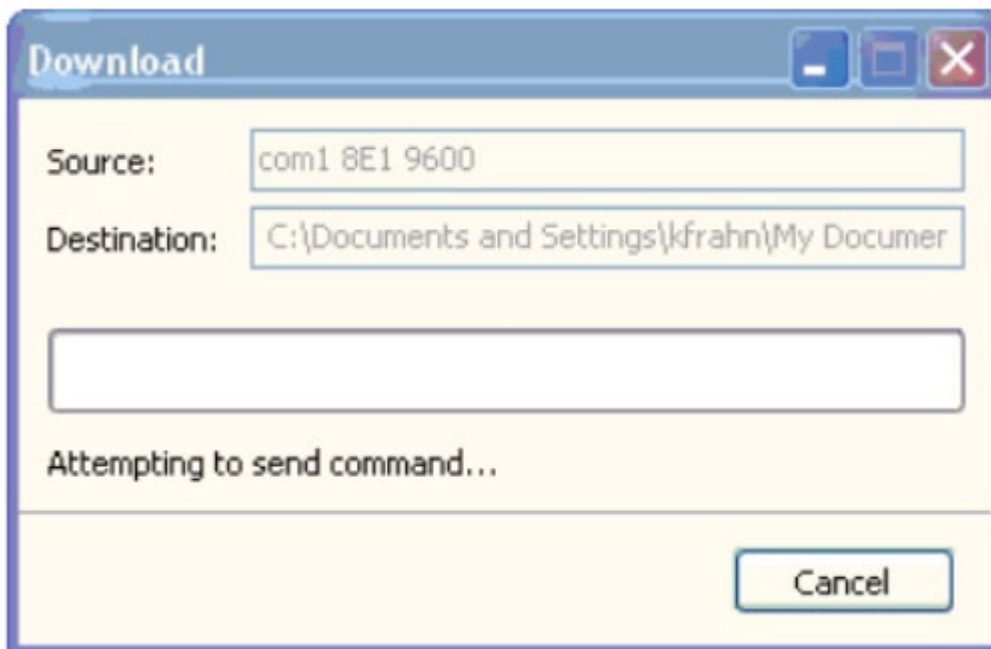 Download
Source: com1 8E1 9600
Destination: C:\Documents and Settings\kfrahn\My Documer
Attempting to send command...
Cancel